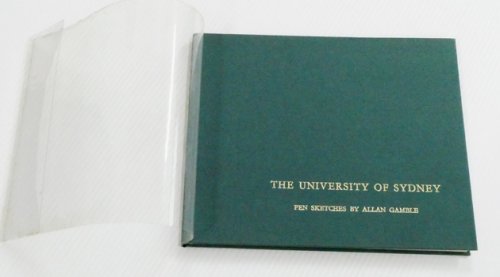 THE UNIVERSITY OF SYDNEY
PEN SKETCHES BY ALLAN GAMBLE